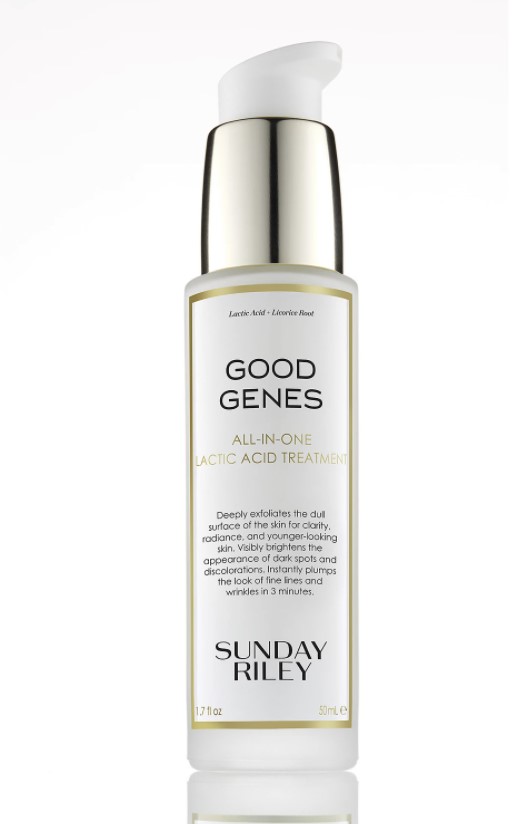 Lactic Acid + Licorice Root
GOOD
GENES
ALL-IN-ONE
LACTIC ACID TREATMENT
Deeply exfoliates the dull
surface of the skin for clarity,
radiance, and younger-looking
skin. Visibly brightens the
appearance of dark spots and
discolorations. Instantly plumps
the look of fine lines and
wrinkles in 3 minutes.
SUNDAY
RILEY
1.7 fl oz 50 mL ℮